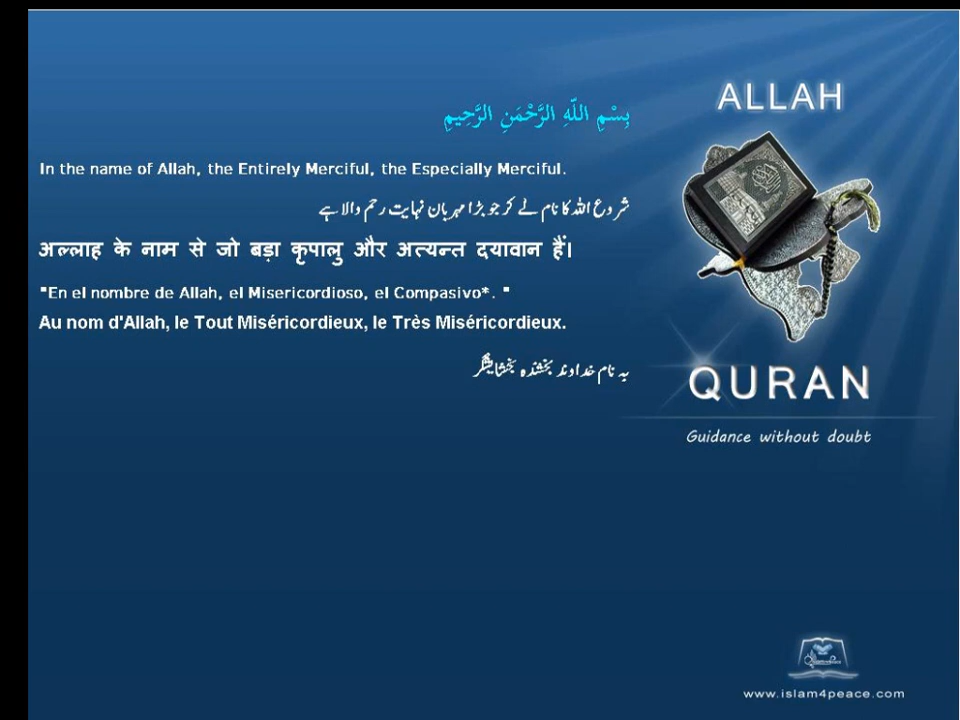 بِسْمِ اللَّهِ الرَّحْمَنِ الرَّحِيمِ
In the name of Allah, the Entirely Merciful, the Especially Merciful.
شروع اللہ کا نام لے کر جو بڑا مہربان نہایت رحم والا ہے
अल्लाह के नाम से जो बड़ा कृपालु और अत्यन्त दयावान हैं।
"En el nombre de Allah, el Misericordioso, el Compasivo*. "
Au nom d'Allah, le Tout Miséricordieux, le Très Miséricordieux.
به نام خداوند بخشنده بخشایشگر
ALLAH
QURAN
Guidance without doubt
www.islam4peace.com